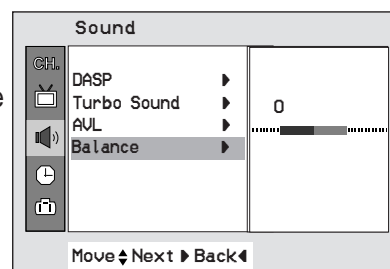 Sound
e
CH.
DASP
Turbo Sound
AVL
Balance
0
Move Next Back